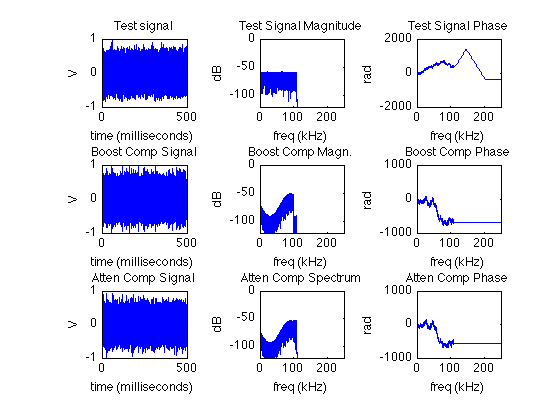 Test signal
Test Signal Magnitude
Test Signal Phase
1
0
-1
V
0
500
time (milliseconds)
0
-50
-100
dB
0
100
200
freq (kHz)
2000
0
-2000
rad
0
100
200
freq (kHz)
Boost Comp Signal
Boost Comp Magn.
Boost Comp Phase
1
0
-1
V
0
500
time (milliseconds)
0
-50
-100
dB
0
100
200
freq (kHz)
1000
0
-1000
rad
0
100
200
freq (kHz)
Atten Comp Signal
Atten Comp Spectrum
Atten Comp Phase
1
0
-1
V
0
500
time (milliseconds)
0
-50
-100
dB
0
100
200
freq (kHz)
1000
0
-1000
rad
0
100
200
freq (kHz)